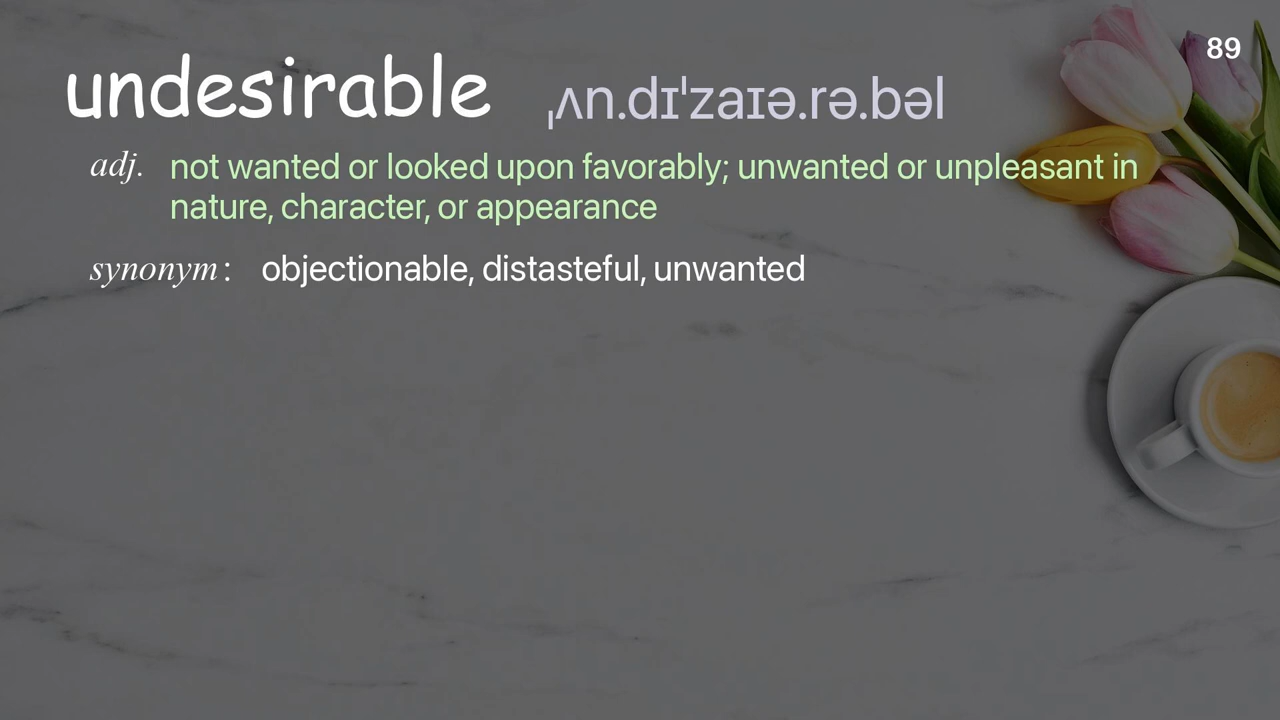 89
undesirable ˌʌn.dɪˈzaɪə.rə.bəl
adj. not wanted or looked upon favorably; unwanted or unpleasant in
nature, character, or appearance
synonym: objectionable, distasteful, unwanted